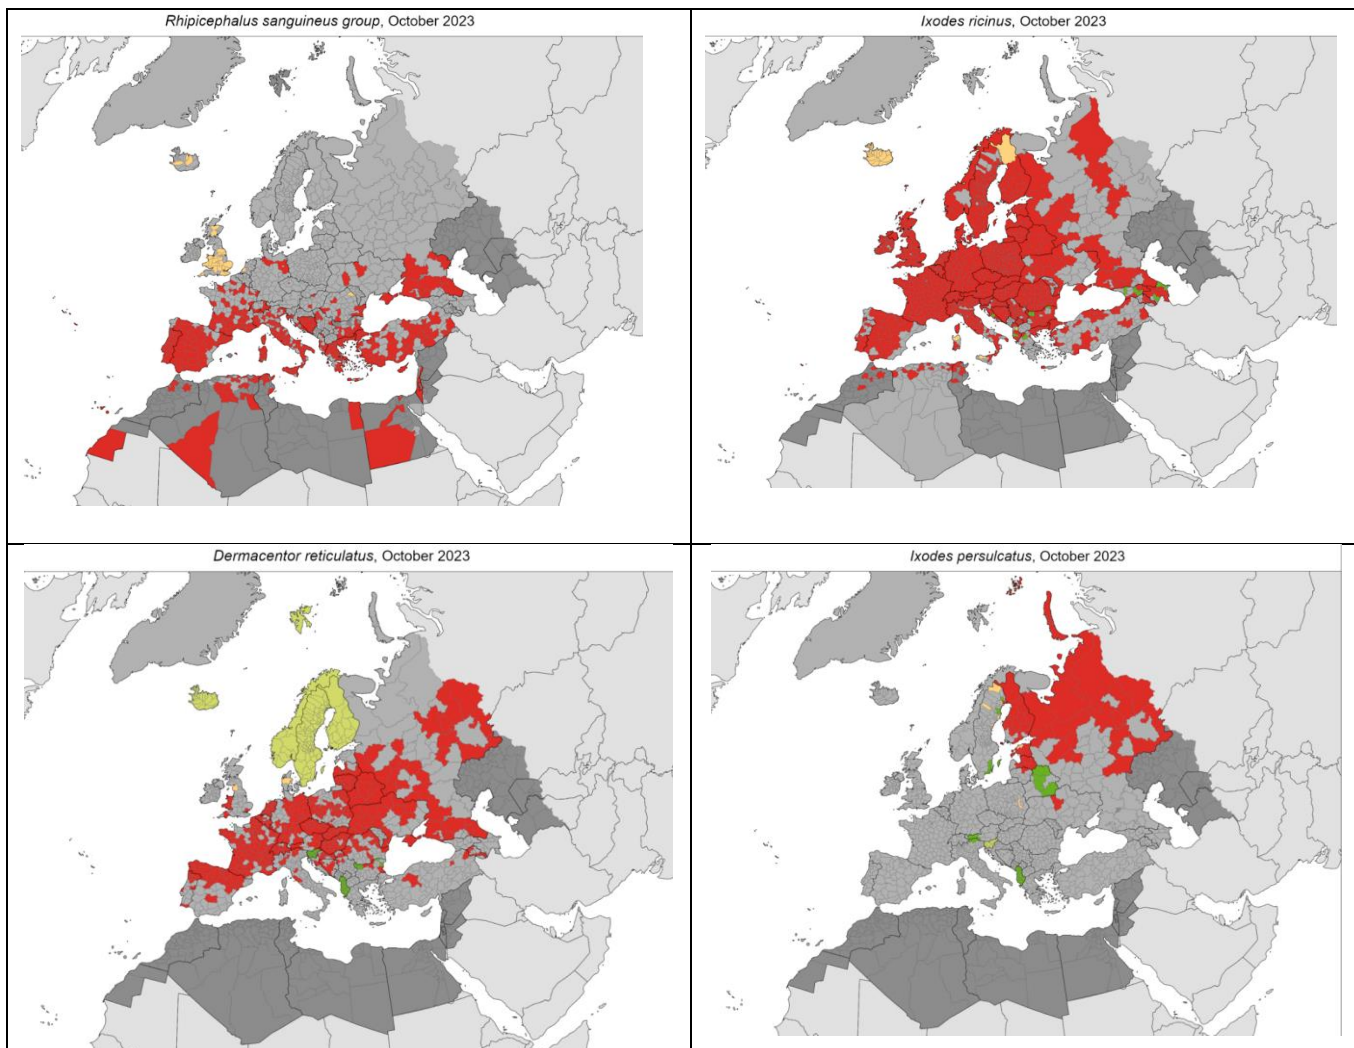 Rhipicephalus sanguineus group, October 2023
Ixodes ricinus, October 2023
Dermacentor reticulatus, October 2023
Ixodes persulcatus, October 2023